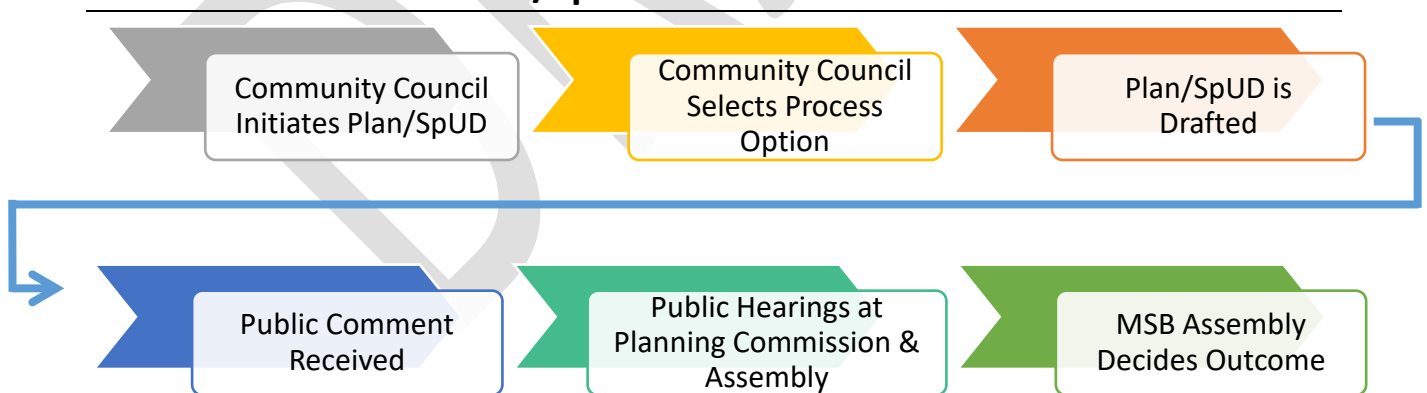 Community Council
Initiates Plan/SpUD
Community Council
Selects Process
Option
Plan/SpUD is
Drafted
Public Comment
Received
Public Hearings at
Planning Commission &
Assembly
MSB Assembly
Decides Outcome